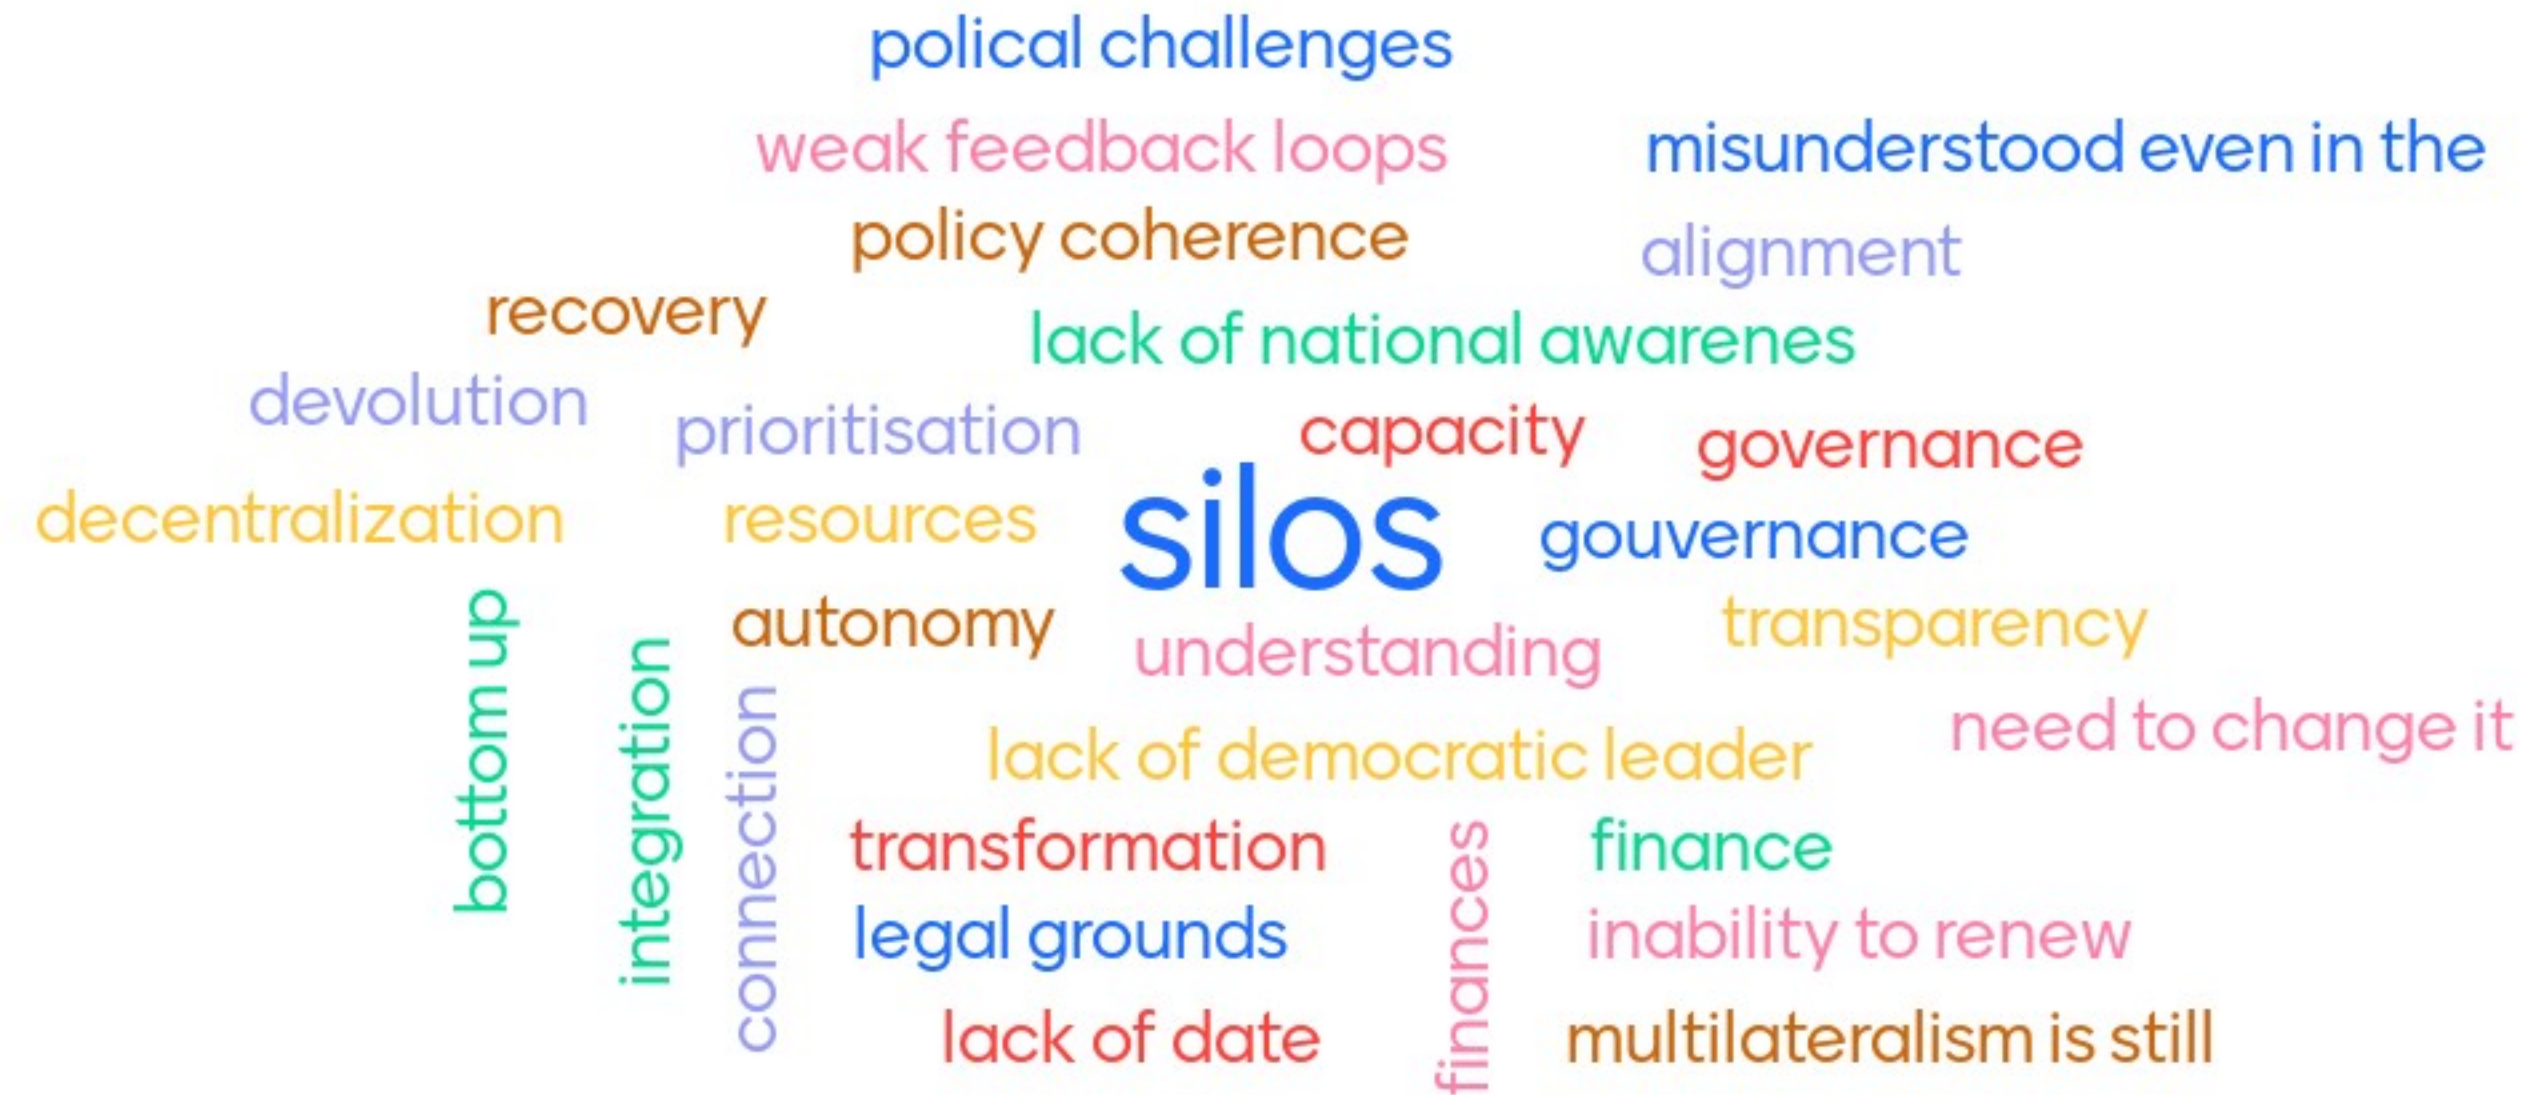 polical challenges
weak feedback loops
misunderstood even in the
policy coherence
alignment
recovery
lack of national awarenes
devolution
prioritisation
capacity
governance
decentralization
resources
silos
gouvernance
bottom up
autonomy
understanding
transparency
integration
connection
lack of democratic leader
need to change it
transformation
finances
finance
legal grounds
inability to renew
lack of date
multilateralism is still